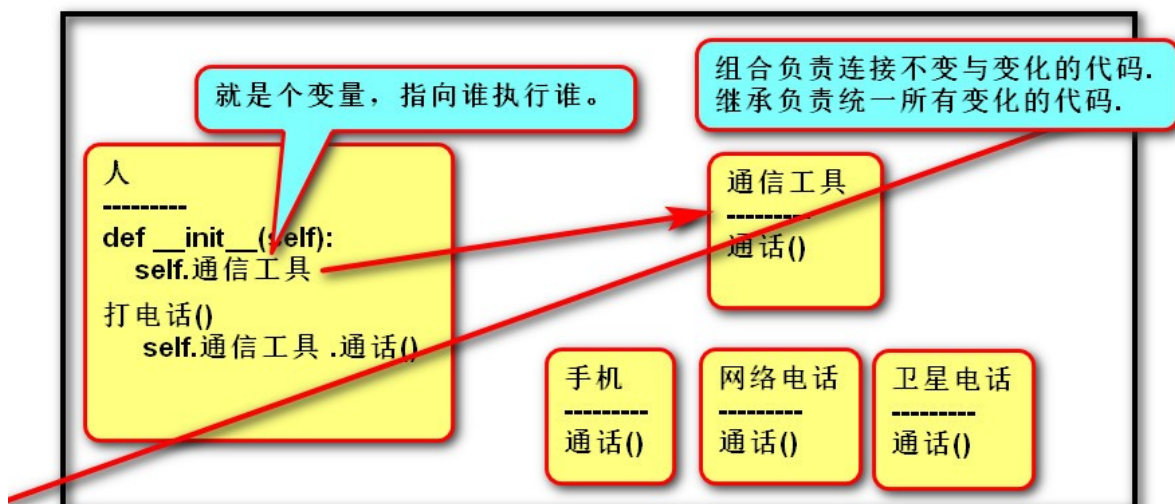 就是个变量，指向谁执行谁。
组合负责连接不变与变化的代码.
继承负责统一所有变化的代码.
人
---------
def __init__(self):
self.通信工具
打电话()
self.通信工具 .通话()
通信工具
---------
通话()
手机
---------
通话()
网络电话
---------
通话()
卫星电话
---------
通话()